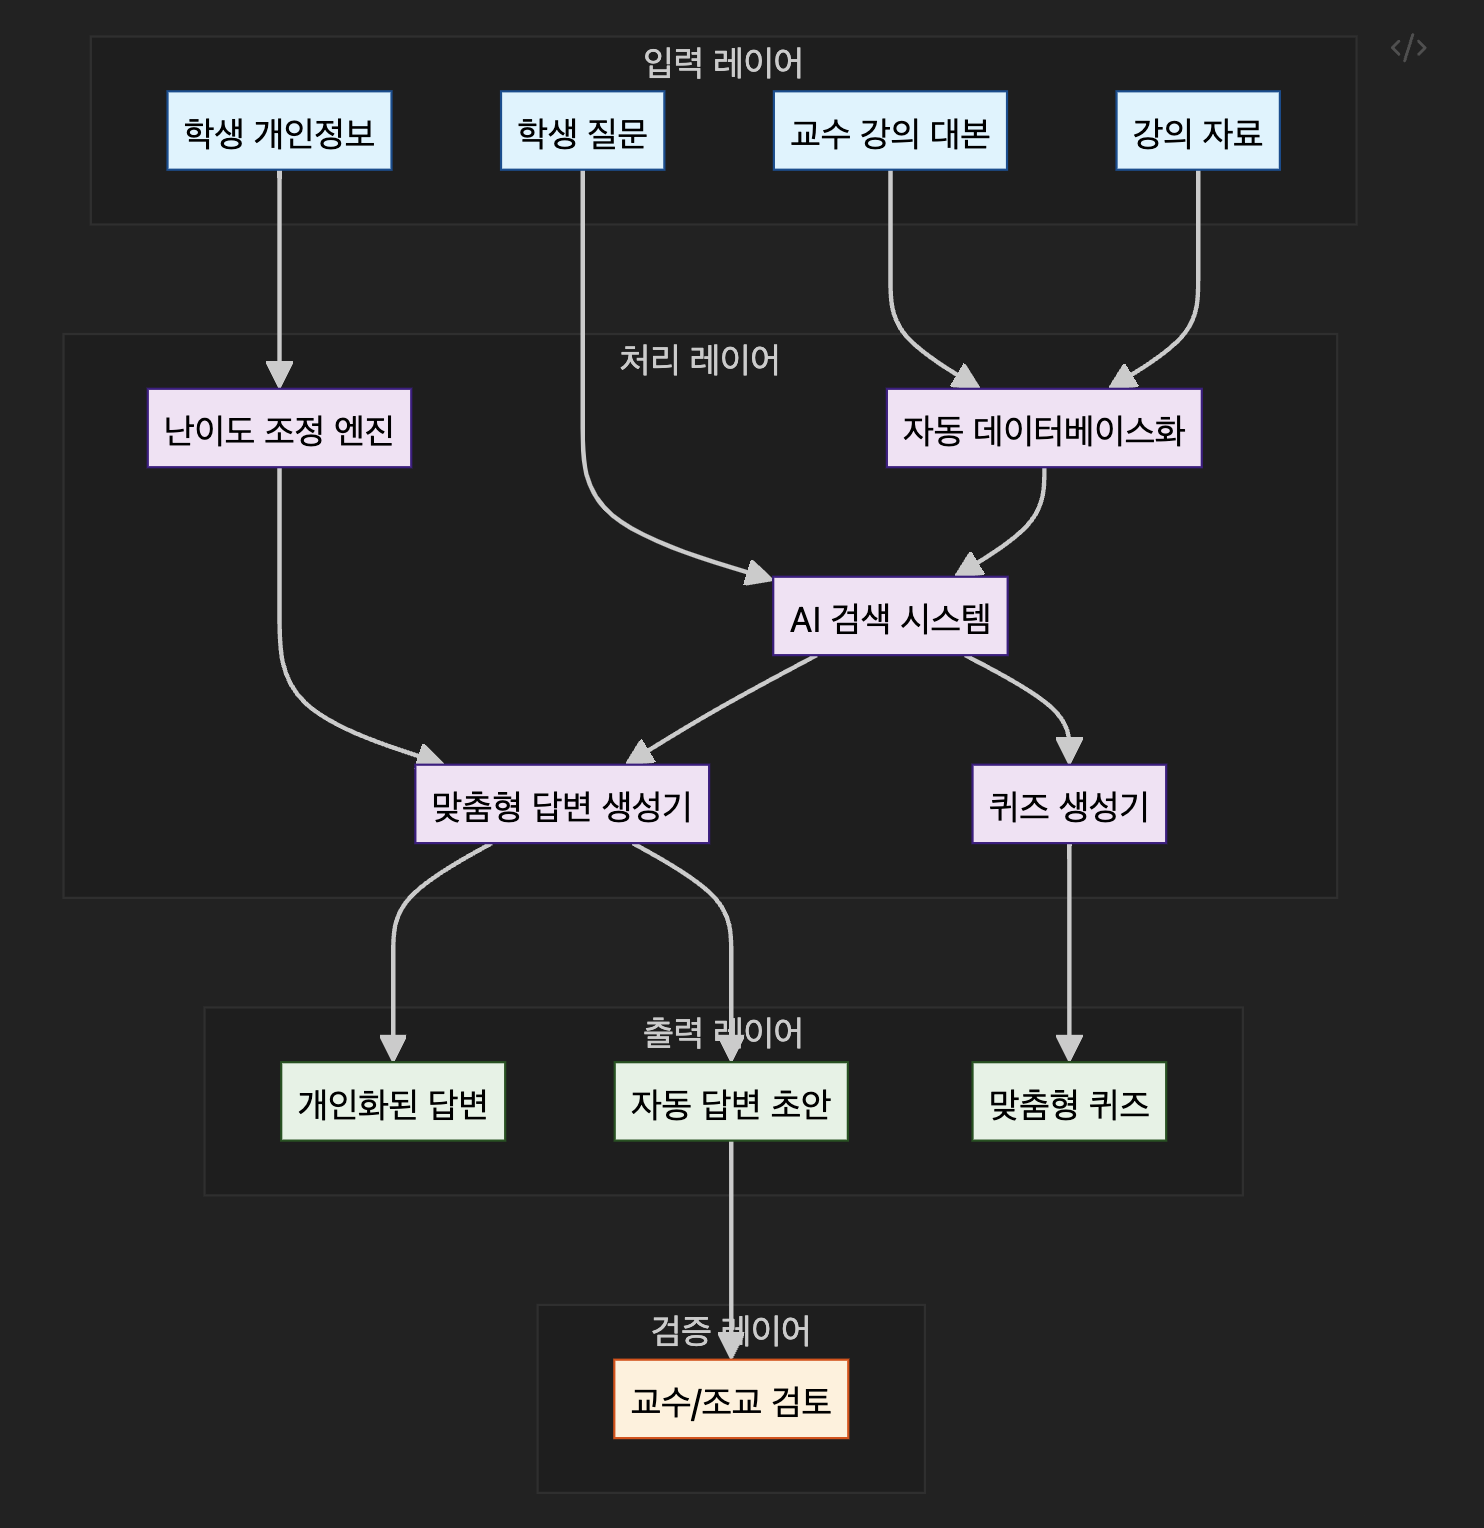 입력 레이어
학생 개인정보
학생 질문
교수 강의 대본
강의 자료
처리 레이어
난이도 조정 엔진
자동 데이터베이스화
AI 검색 시스템
맞춤형 답변 생성기
퀴즈 생성기
출력 레이어
개인화된 답변
자동 답변 초안
맞춤형 퀴즈
검증 레이어
교수/조교 검토